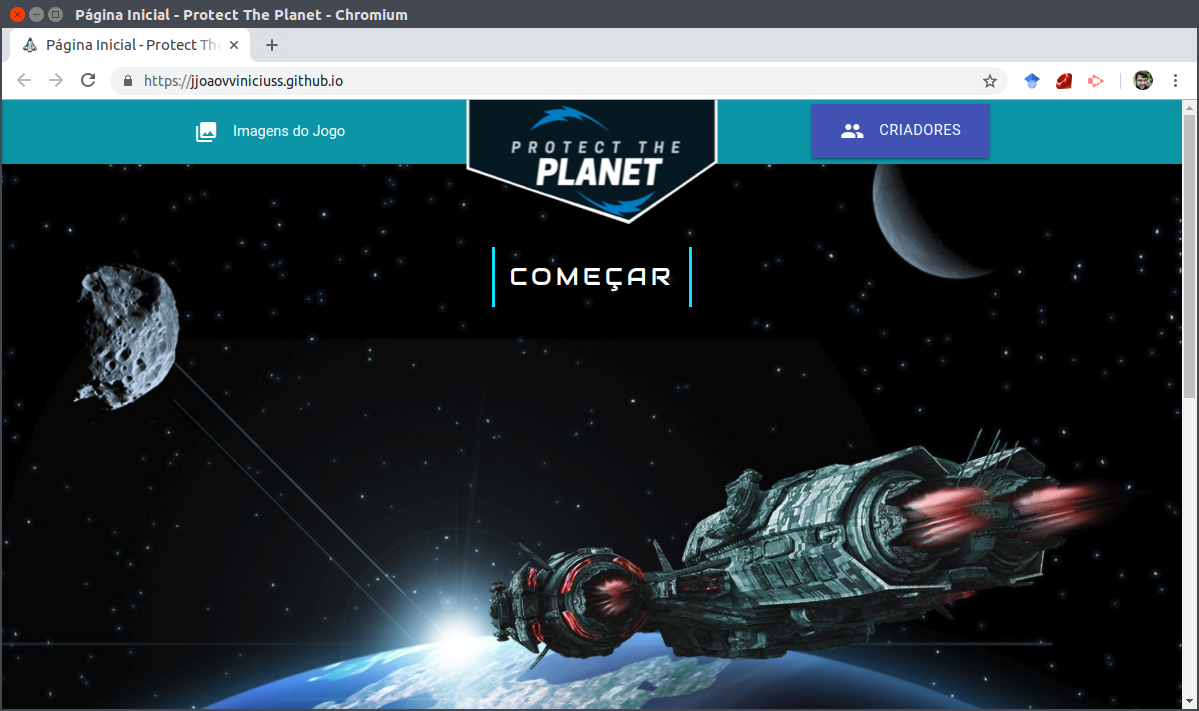 Página Inicial - Protect The Planet - Chromium
Página Inicial - Protect The
https://jjoaovviniciuss.github.io
Imagens do Jogo
PROTECT THE
PLANET
CRIADORES
COMEÇAR